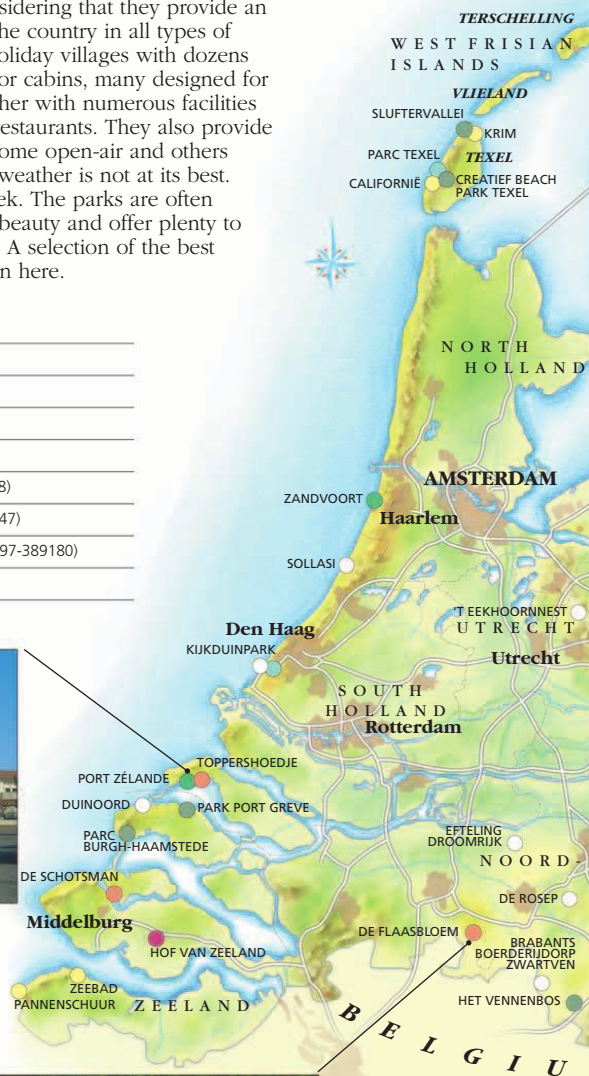 sidering that they provide an
he country in all types of
oliday villages with dozens
or cabins, many designed for
her with numerous facilities
estaurants. They also provide
ome open-air and others
weather is not at its best.
ek. The parks are often
beauty and offer plenty to
A selection of the best
n here.
8)
47)
97-389180)
TERSCHELLING
WEST FRISIAN
ISLANDS
VLIELAND
SLUFTERVALLEI
KRIM
PARC TEXEL
TEXEL
CALIFORNIË
CREATIEF BEACH
PARK TEXEL
NORTH
HOLLAND
AMSTERDAM
ZANDVOORT
Haarlem
SOLLASI
'T EEKHOORNNEST
UTRECHT
Den Haag
Utrecht
KIJKDUINPARK
SOUTH
HOLLAND
Rotterdam
TOPPERSHOEDJE
PORT ZÉLANDE
DUINOORD
PARK PORT GREVE
PARC
BURGH-HAAMSTEDE
EFTELING
DROOMRIJK
NOORD-
DE SCHOTSMAN
DE ROSEP
Middelburg
DE FLAASBLOEM
HOF VAN ZEELAND
BRABANTS
BOERDERIJDORP
ZWARTVEN
ZEEBAD
PANNENSCHUUR
ZEELAND
HET VENNENBOS
BELGIU